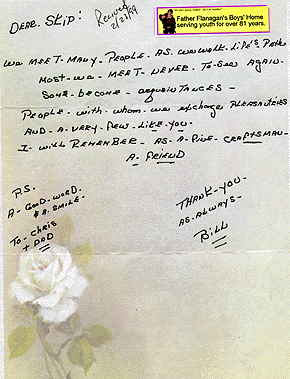 DEAR. SKIP:
Received
2/23/99
Father Flanagan's Boys' Home
serving youth for over 81 years.
WE MEET MANY. PEOPLE. AS. WE WALK. LIFE'S. PATH
MOST. WE. MEET. NEVER. TO. SEE AGAIN.
SOME. BECOME. AQUAINTANCES -
PEOPLE. WITH. WHOM. WE EXCHANGE PLEASANTRIES
AND. A. VERY. FEW. LIKE. YOU.
I WILL REMEMBER. AS. A. FINE. CRAFTSMAN.
A. FRIEND
P.S.
A. GOOD. WORD.
& A. SMILE.
TO. CHRIS
+ DAD
THANK. YOU.
AS. ALWAYS.
BILL